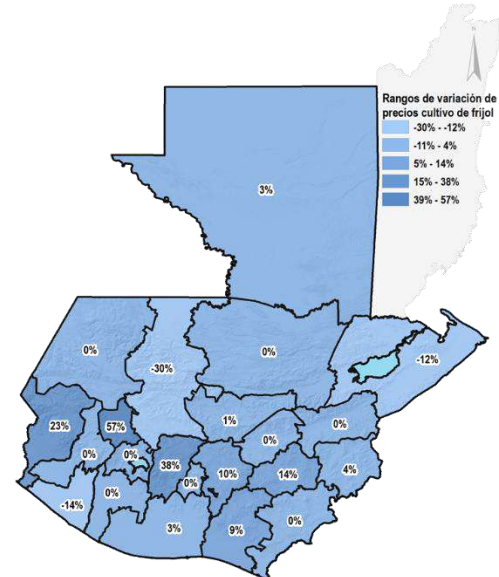 N
Rangos de variación de
precios cultivo de frijol
-30% - -12%
-11% - 4%
5% - 14%
15% - 38%
39% - 57%
3%
0%
-30%
0%
-12%
23%
57%
1%
0%
0%
0%
0%
38%
0%
10%
14%
4%
-14%
0%
3%
9%
0%